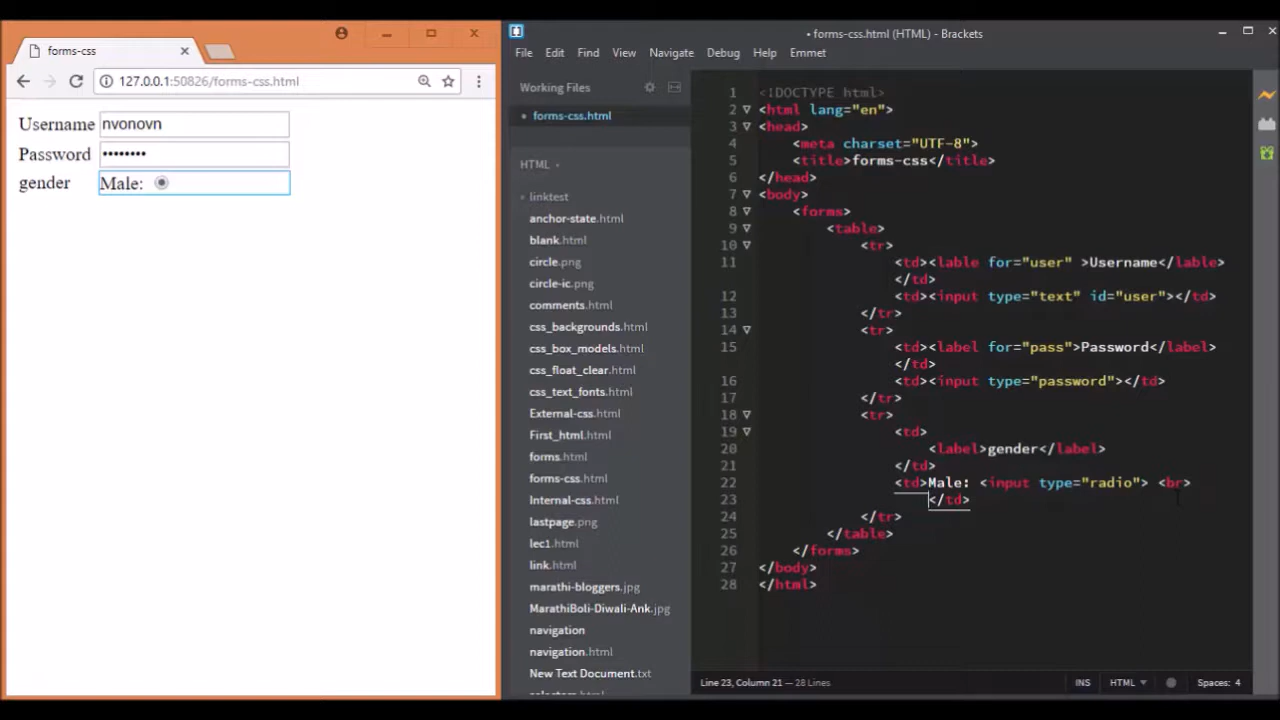 forms-css
127.0.0.1:50826/forms-css.html
Username nvonovn
Password ••••••••
gender Male:
• forms-css.html (HTML) - Brackets
File Edit Find View Navigate Debug Help Emmet
Working Files
• forms-css.html
HTML
linktest
anchor-state.html
blank.html
circle.png
circle-ic.png
comments.html
css_backgrounds.html
css_box_models.html
css_float_clear.html
css_text_fonts.html
External-css.html
First_html.html
forms.html
forms-css.html
Internal-css.html
lastpage.png
lec1.html
link.html
marathi-bloggers.jpg
MarathiBoli-Diwali-Ank.jpg
navigation
navigation.html
New Text Document.txt
selectors.html
1 <!DOCTYPE html>
2 <html lang="en">
3 <head>
4 <meta charset="UTF-8">
5 <title>forms-css</title>
6 </head>
7 <body>
8 <forms>
9 <table>
10 <tr>
11 <td><lable for="user" >Username</lable>
</td>
12 <td><input type="text" id="user"></td>
13 </tr>
14 <tr>
15 <td><label for="pass">Password</label>
</td>
16 <td><input type="password"></td>
17 </tr>
18 <tr>
19 <td>
20 <label>gender</label>
21 </td>
22 <td>Male: <input type="radio"> <br>
23 </td>
24 </tr>
25 </table>
26 </forms>
27 </body>
28 </html>
Line 23, Column 21 — 28 Lines
INS HTML Spaces: 4